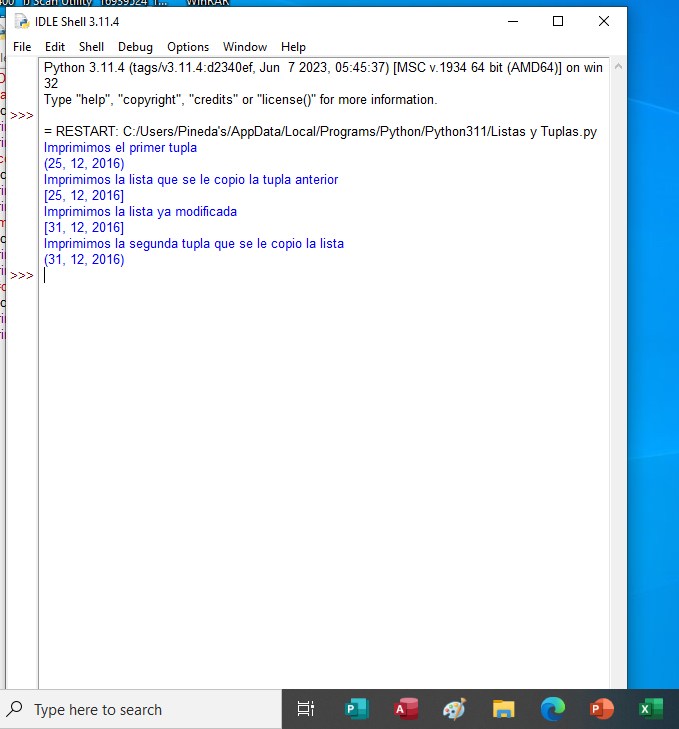 WinRAR
IDLE Shell 3.11.4
File Edit Shell Debug Options Window Help
Python 3.11.4 (tags/v3.11.4:d2340ef, Jun  7 2023, 05:45:37) [MSC v.1934 64 bit (AMD64)] on win
32
Type "help", "copyright", "credits" or "license()" for more information.
>>>
= RESTART: C:/Users/Pineda's/AppData/Local/Programs/Python/Python311/Listas y Tuplas.py
Imprimimos el primer tupla
(25, 12, 2016)
Imprimimos la lista que se le copio la tupla anterior
[25, 12, 2016]
Imprimimos la lista ya modificada
[31, 12, 2016]
Imprimimos la segunda tupla que se le copio la lista
(31, 12, 2016)
>>>
Type here to search